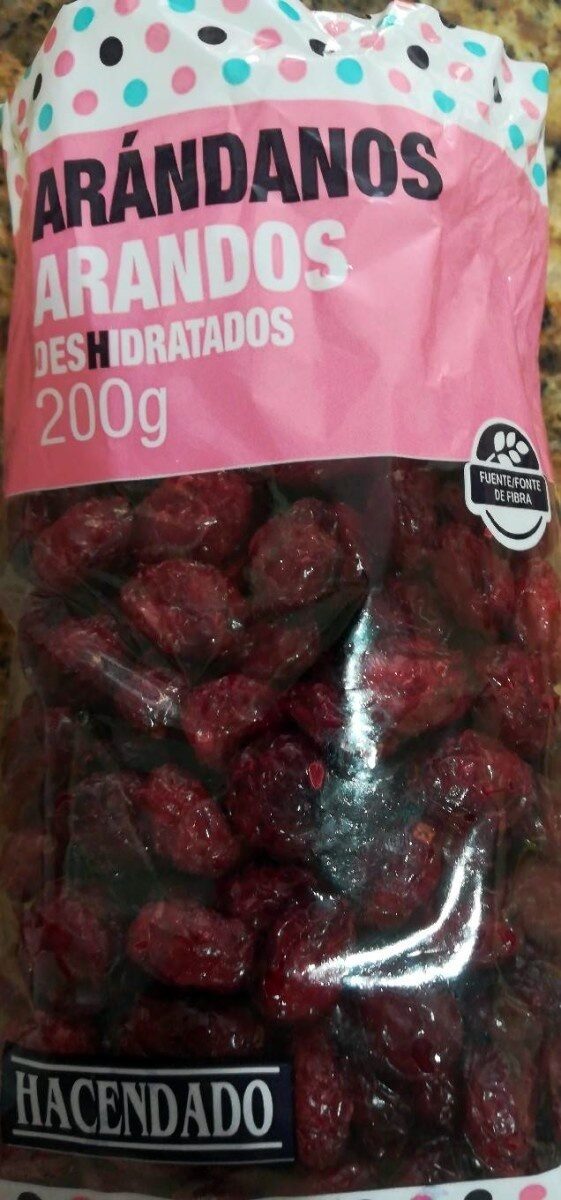 ARÁNDANOS
ARANDOS
DESHIDRATADOS
200g
FUENTE/FONTE
DE FIBRA
HACENDADO